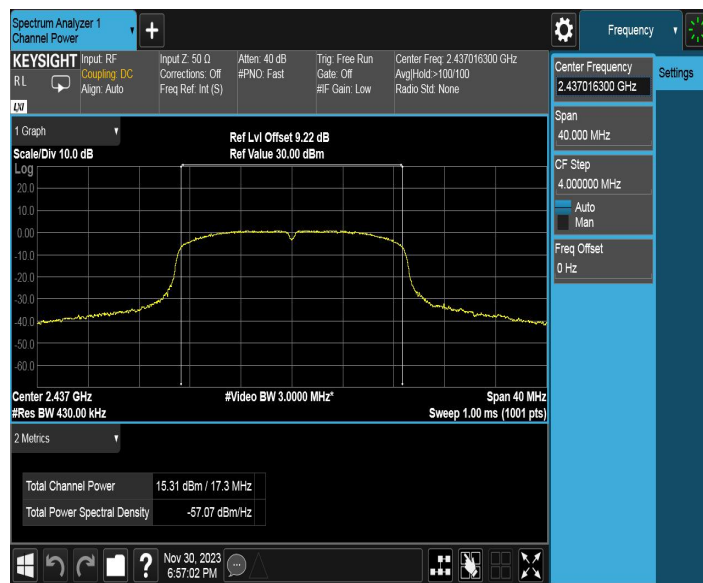 Spectrum Analyzer 1
Channel Power
Frequency
KEYSIGHT
RL
LXI
Input: RF
Coupling: DC
Align: Auto
Input Z: 50 Ω
Corrections: Off
Freq Ref: Int (S)
Atten: 40 dB
#PNO: Fast
Trig: Free Run
Gate: Off
#IF Gain: Low
Center Freq: 2.437016300 GHz
Avg|Hold:>100/100
Radio Std: None
Center Frequency
2.437016300 GHz
Settings
Span
40.000 MHz
CF Step
4.000000 MHz
Auto
Man
Freq Offset
0 Hz
1 Graph
Scale/Div 10.0 dB
Ref Lvl Offset 9.22 dB
Ref Value 30.00 dBm
Log
20.0
10.0
0.00
-10.0
-20.0
-30.0
-40.0
-50.0
-60.0
Center 2.437 GHz
#Video BW 3.0000 MHz*
Span 40 MHz
#Res BW 430.00 kHz
Sweep 1.00 ms (1001 pts)
2 Metrics
Total Channel Power 15.31 dBm / 17.3 MHz
Total Power Spectral Density -57.07 dBm/Hz
?
Nov 30, 2023
6:57:02 PM